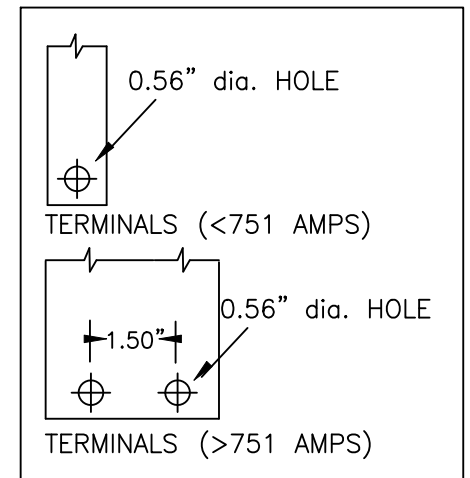 0.56” dia. HOLE
TERMINALS (<751 AMPS)
0.56” dia. HOLE
1.50”
TERMINALS (>751 AMPS)